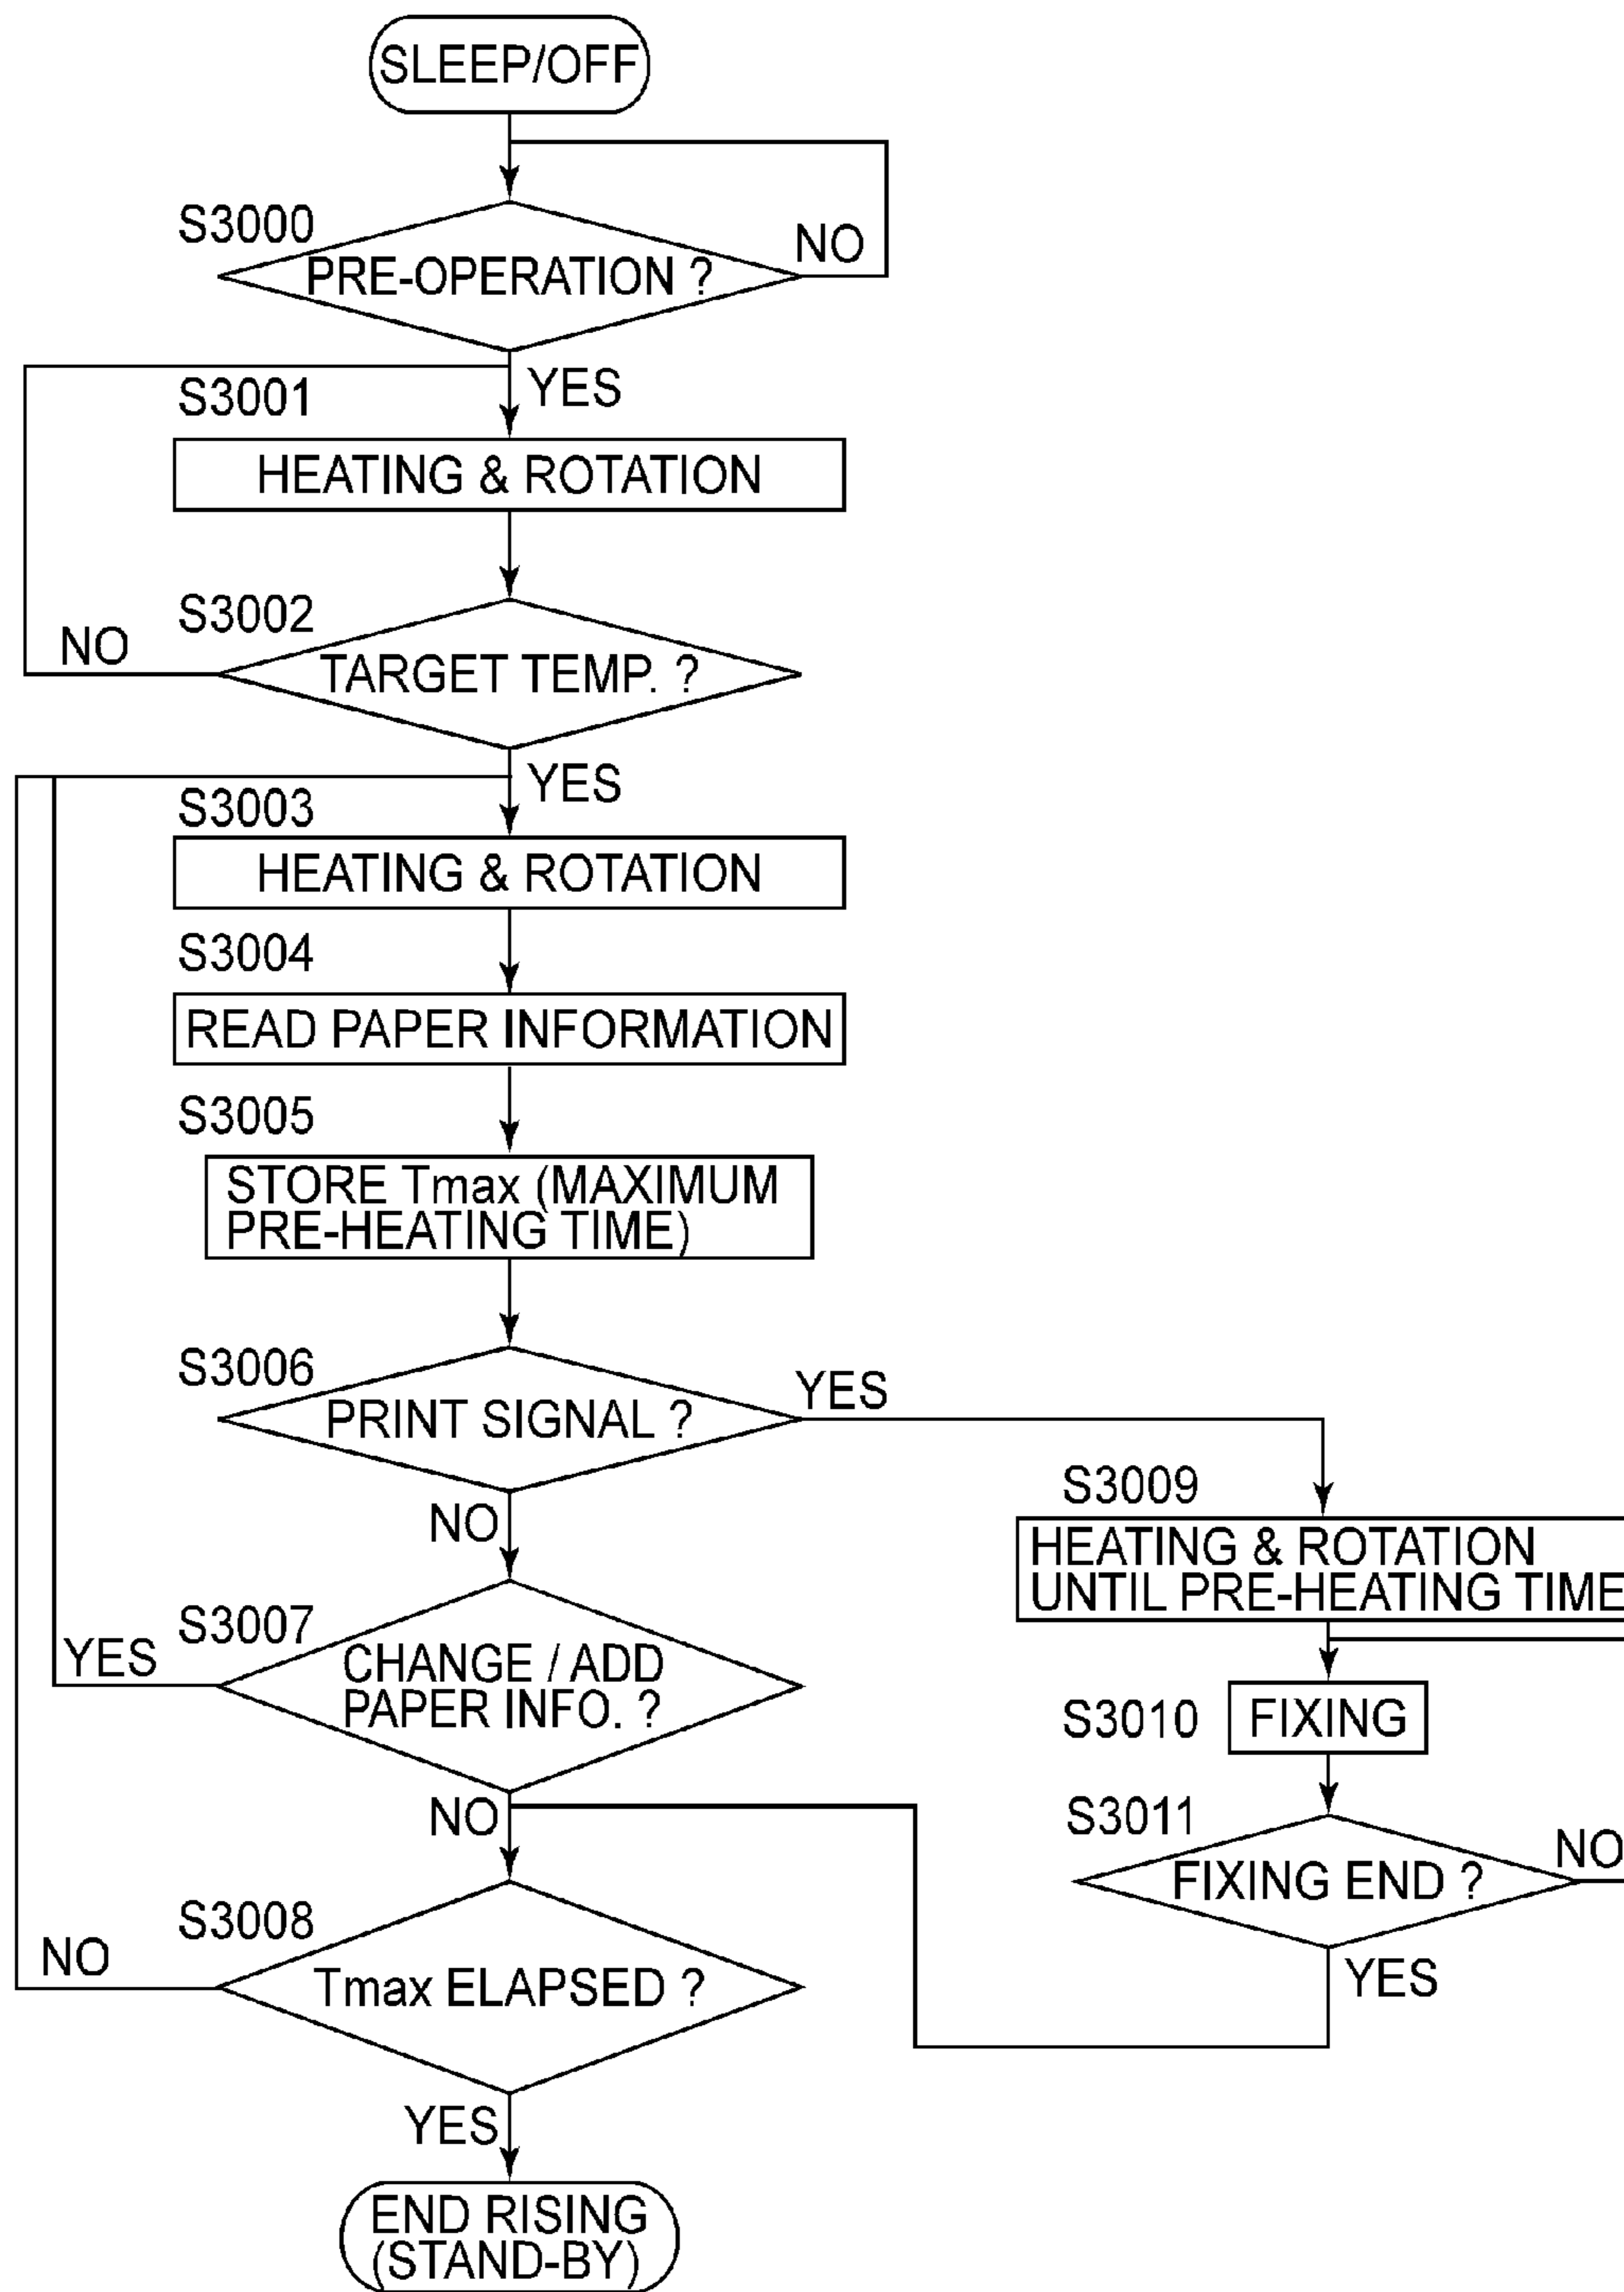 SLEEP/OFF
S3000
PRE-OPERATION ?
NO
YES
S3001
HEATING & ROTATION
S3002
TARGET TEMP. ?
NO
YES
S3003
HEATING & ROTATION
S3004
READ PAPER INFORMATION
S3005
STORE Tmax (MAXIMUM
PRE-HEATING TIME)
S3006
PRINT SIGNAL ?
YES
NO
S3007
CHANGE / ADD
PAPER INFO. ?
YES
NO
S3008
Tmax ELAPSED ?
NO
YES
END RISING
(STAND-BY)
S3009
HEATING & ROTATION
UNTIL PRE-HEATING TIME
S3010
FIXING
S3011
FIXING END ?
NO
YES